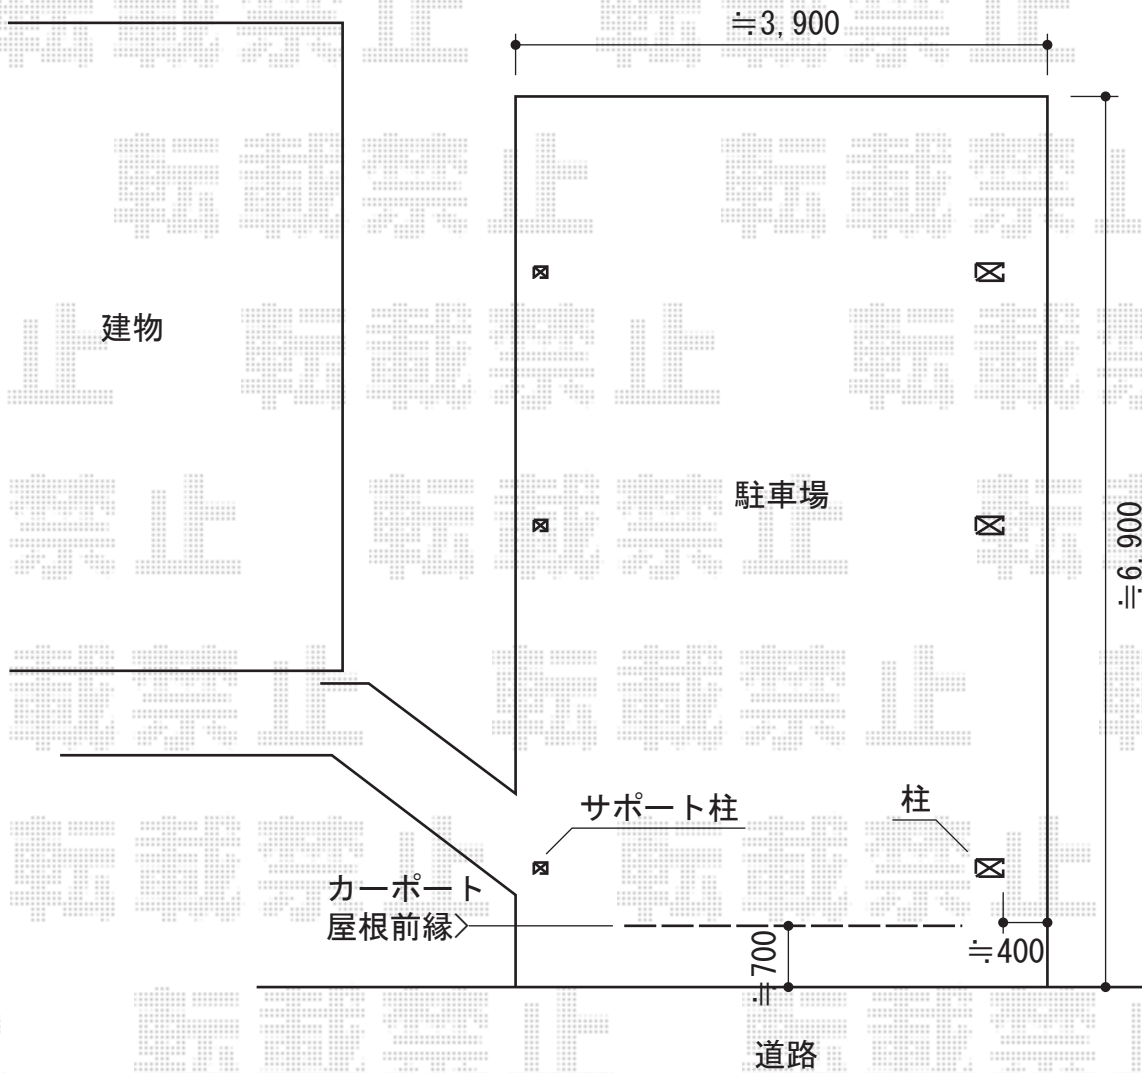 ≒3,900
建物
駐車場
≒6,900
サポート柱
柱
カーポート
屋根前縁
≒700
≒400
道路
転載禁止